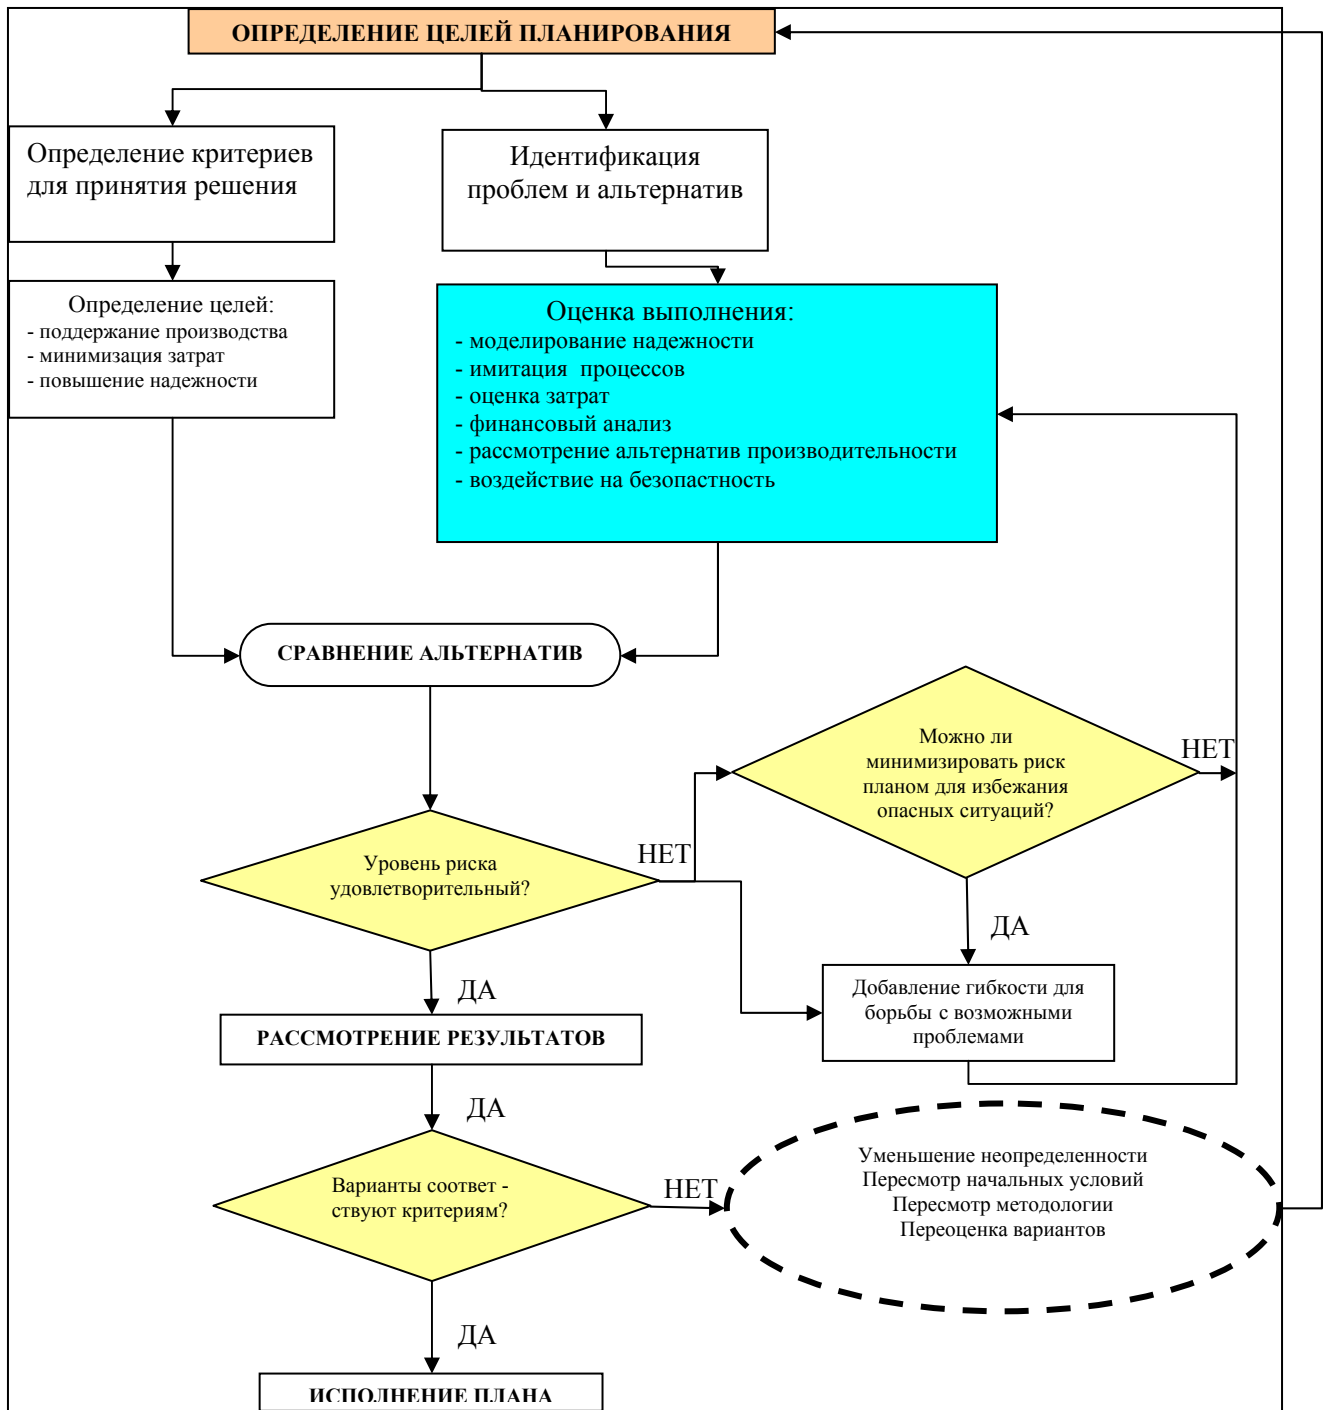 ОПРЕДЕЛЕНИЕ ЦЕЛЕЙ ПЛАНИРОВАНИЯ
Определение критериев
для принятия решения
Идентификация
проблем и альтернатив
Определение целей:
- поддержание производства
- минимизация затрат
- повышение надежности
Оценка выполнения:
- моделирование надежности
- имитация процессов
- оценка затрат
- финансовый анализ
- рассмотрение альтернатив производительности
- воздействие на безопастность
СРАВНЕНИЕ АЛЬТЕРНАТИВ
Можно ли
минимизировать риск
планом для избежания
опасных ситуаций?
НЕТ
Уровень риска
удовлетворительный?
НЕТ
ДА
ДА
Добавление гибкости для
борьбы с возможными
проблемами
РАССМОТРЕНИЕ РЕЗУЛЬТАТОВ
ДА
Варианты соответ -
ствуют критериям?
НЕТ
Уменьшение неопределенности
Пересмотр начальных условий
Пересмотр методологии
Переоценка вариантов
ДА
ИСПОЛНЕНИЕ ПЛАНА